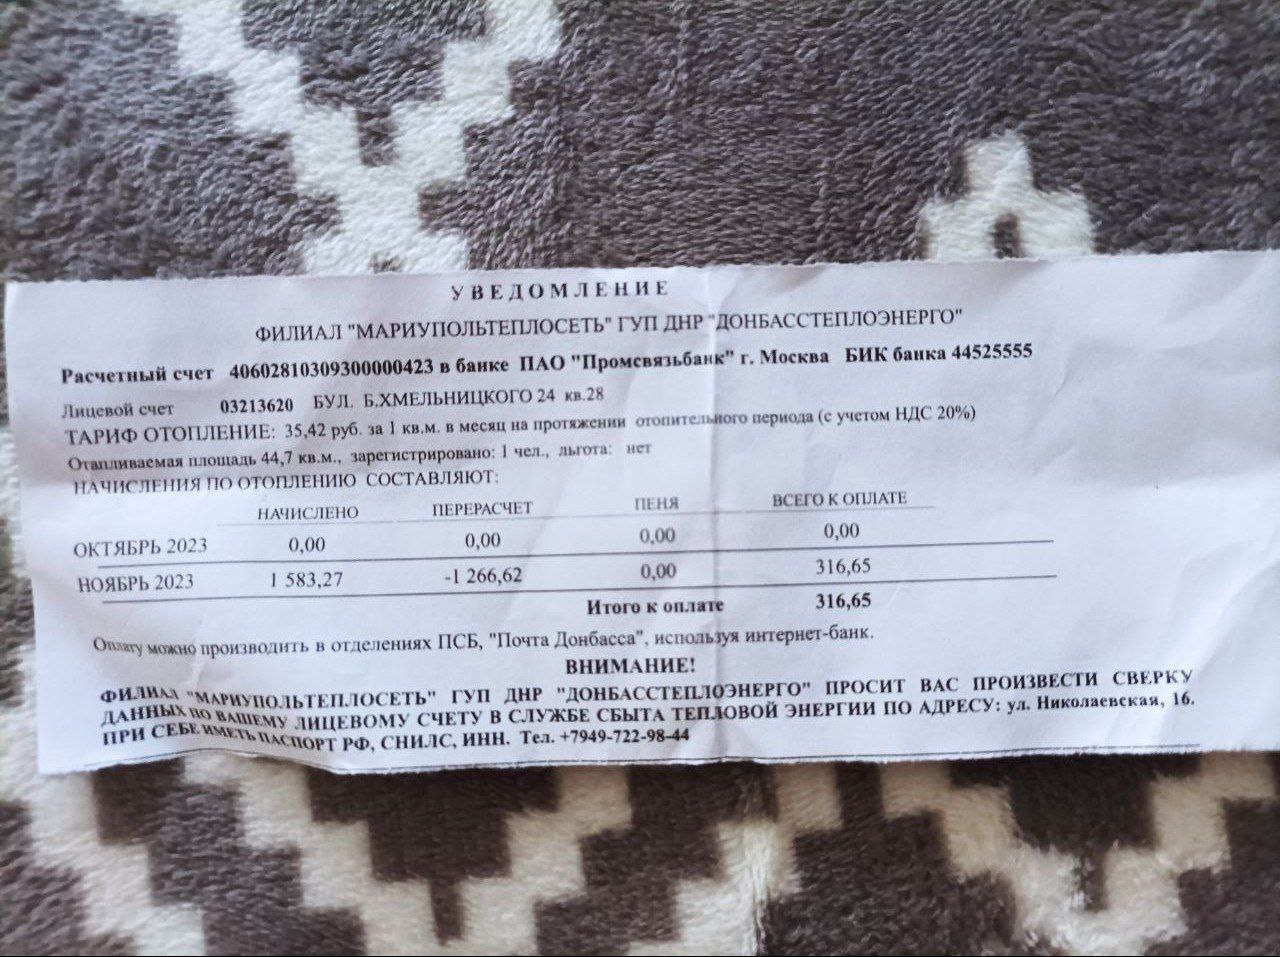 УВЕДОМЛЕНИЕ
ФИЛИАЛ "МАРИУПОЛЬТЕПЛОСЕТЬ" ГУП ДНР "ДОНБАССТЕПЛОЭНЕРГО"
Расчетный счет 40602810309300000423 в банке ПАО "Промсвязьбанк" г. Москва БИК банка 44525555
Лицевой счет 03213620 БУЛ. Б.ХМЕЛЬНИЦКОГО 24 кв.28
ТАРИФ ОТОПЛЕНИЕ: 35,42 руб. за 1 кв.м. в месяц на протяжении отопительного периода (с учетом НДС 20%)
Отапливаемая площадь 44,7 кв.м., зарегистрировано: 1 чел., льгота: нет
НАЧИСЛЕНИЯ ПО ОТОПЛЕНИЮ СОСТАВЛЯЮТ:
НАЧИСЛЕНО ПЕРЕРАСЧЕТ ПЕНЯ ВСЕГО К ОПЛАТЕ
ОКТЯБРЬ 2023 0,00 0,00 0,00 0,00
НОЯБРЬ 2023 1 583,27 -1 266,62 0,00 316,65
Итого к оплате 316,65
Оплату можно производить в отделениях ПСБ, "Почта Донбасса", используя интернет-банк.
ВНИМАНИЕ!
ФИЛИАЛ "МАРИУПОЛЬТЕПЛОСЕТЬ" ГУП ДНР "ДОНБАССТЕПЛОЭНЕРГО" ПРОСИТ ВАС ПРОИЗВЕСТИ СВЕРКУ
ДАННЫХ ПО ВАШЕМУ ЛИЦЕВОМУ СЧЕТУ В СЛУЖБЕ СБЫТА ТЕПЛОВОЙ ЭНЕРГИИ ПО АДРЕСУ: ул. Николаевская, 16.
ПРИ СЕБЕ ИМЕТЬ ПАСПОРТ РФ, СНИЛС, ИНН. Тел. +7949-722-98-44